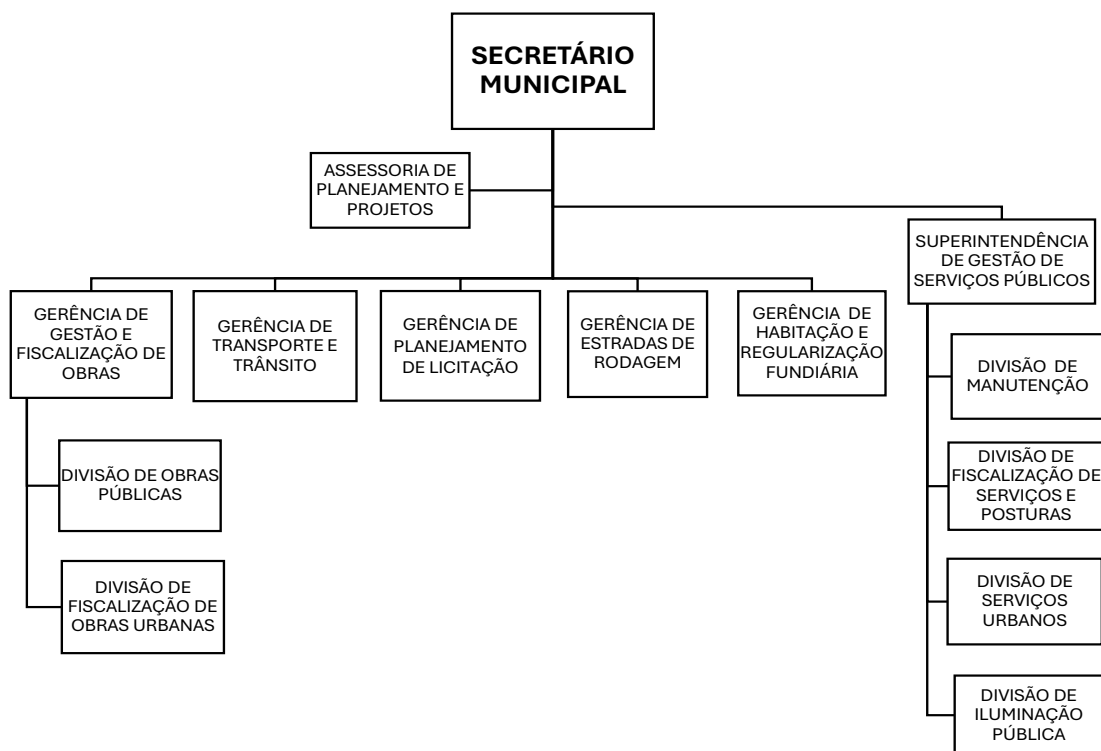 SECRETÁRIO
MUNICIPAL
ASSESSORIA DE
PLANEJAMENTO E
PROJETOS
SUPERINTENDÊNCIA
DE GESTÃO DE
SERVIÇOS PÚBLICOS
GERÊNCIA DE
GESTÃO E
FISCALIZAÇÃO DE
OBRAS
GERÊNCIA DE
TRANSPORTE E
TRÂNSITO
GERÊNCIA DE
PLANEJAMENTO
DE LICITAÇÃO
GERÊNCIA DE
ESTRADAS DE
RODAGEM
GERÊNCIA DE
HABITAÇÃO E
REGULARIZAÇÃO
FUNDIÁRIA
DIVISÃO DE OBRAS
PÚBLICAS
DIVISÃO DE
FISCALIZAÇÃO DE
OBRAS URBANAS
DIVISÃO DE
MANUTENÇÃO
DIVISÃO DE
FISCALIZAÇÃO DE
SERVIÇOS E
POSTURAS
DIVISÃO DE
SERVIÇOS
URBANOS
DIVISÃO DE
ILUMINAÇÃO
PÚBLICA